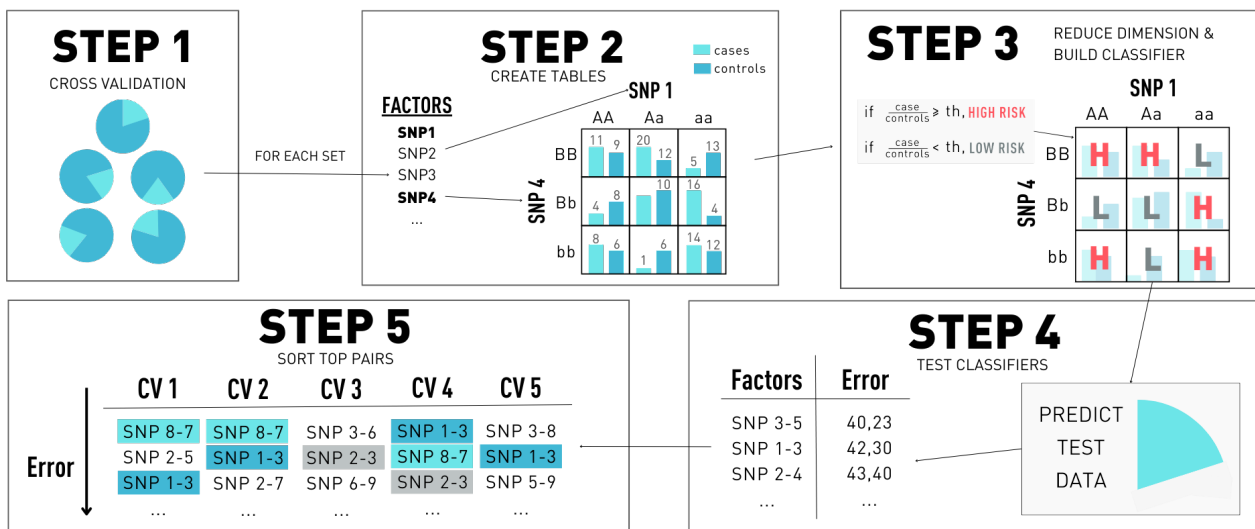 STEP 1
CROSS VALIDATION
FOR EACH SET
STEP 2
CREATE TABLES
cases
controls
FACTORS
SNP1
SNP2
SNP3
SNP4
...
SNP 1
AA Aa aa
SNP 4
BB 11 9 20 12 5 13
Bb 4 8 10 16 4
bb 8 6 1 6 14 12
STEP 3
REDUCE DIMENSION &
BUILD CLASSIFIER
if case/controls ⩾ th, HIGH RISK
if case/controls < th, LOW RISK
SNP 1
AA Aa aa
SNP 4
BB H H L
Bb L L H
bb H L H
STEP 4
TEST CLASSIFIERS
Factors Error
SNP 3-5 40,23
SNP 1-3 42,30
SNP 2-4 43,40
... ...
PREDICT
TEST
DATA
STEP 5
SORT TOP PAIRS
Error
CV 1 CV 2 CV 3 CV 4 CV 5
SNP 8-7 SNP 8-7 SNP 3-6 SNP 1-3 SNP 3-8
SNP 2-5 SNP 1-3 SNP 2-3 SNP 8-7 SNP 1-3
SNP 1-3 SNP 2-7 SNP 6-9 SNP 2-3 SNP 5-9
... ... ... ... ...